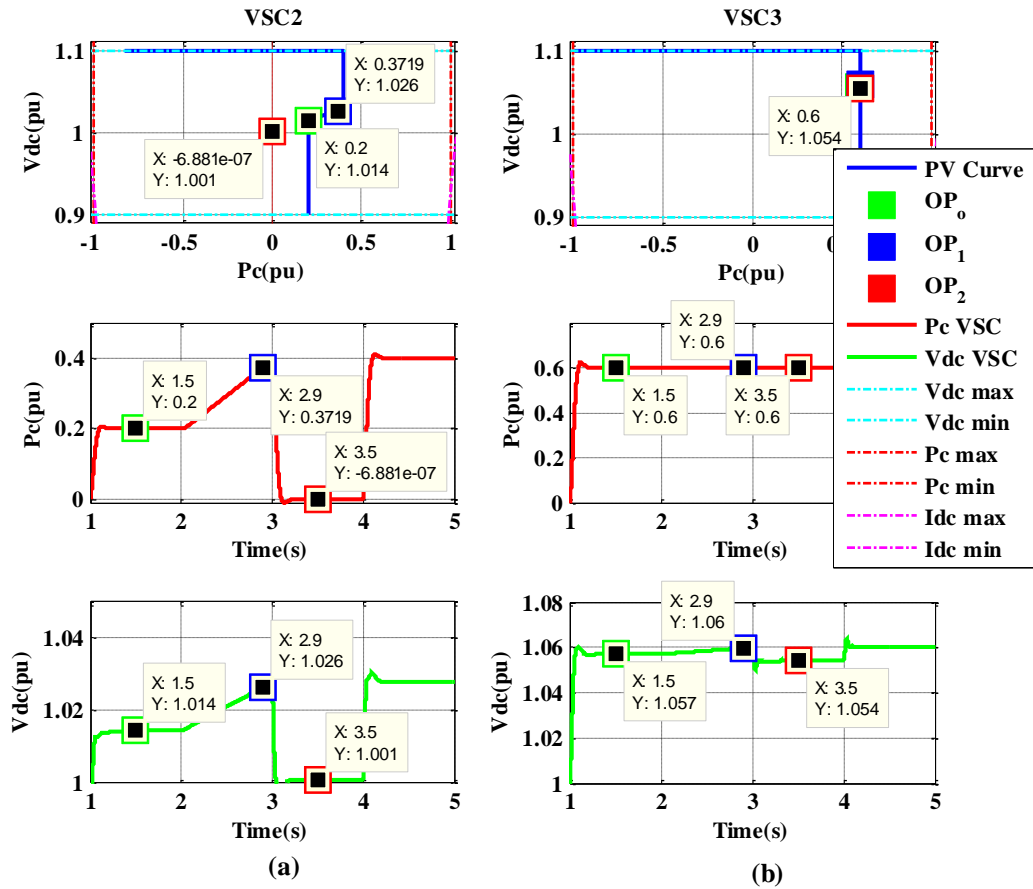 VSC2
VSC3
1.1
1
0.9
Vdc(pu)
X: 0.3719
Y: 1.026
X: -6.881e-07
Y: 1.001
X: 0.2
Y: 1.014
-1
-0.5
0
0.5
1
Pc(pu)
1.1
1
0.9
Vdc(pu)
X: 0.6
Y: 1.054
-1
-0.5
0
0.
1
Pc(pu)
PV Curve
OPo
OP1
OP2
Pc VSC
Vdc VSC
Vdc max
Vdc min
Pc max
Pc min
Idc max
Idc min
0.4
0.2
0
Pc(pu)
X: 1.5
Y: 0.2
X: 2.9
Y: 0.3719
X: 3.5
Y: -6.881e-07
1
2
3
4
5
Time(s)
0.8
0.6
0.4
0.2
0
Pc(pu)
X: 2.9
Y: 0.6
X: 1.5
Y: 0.6
X: 3.5
Y: 0.6
1
2
3
Time(s)
1.04
1.02
1
Vdc(pu)
X: 2.9
Y: 1.026
X: 1.5
Y: 1.014
X: 3.5
Y: 1.001
1
2
3
4
5
Time(s)
1.08
1.06
1.04
1.02
1
Vdc(pu)
X: 2.9
Y: 1.06
X: 1.5
Y: 1.057
X: 3.5
Y: 1.054
1
2
3
4
5
Time(s)
(a)
(b)